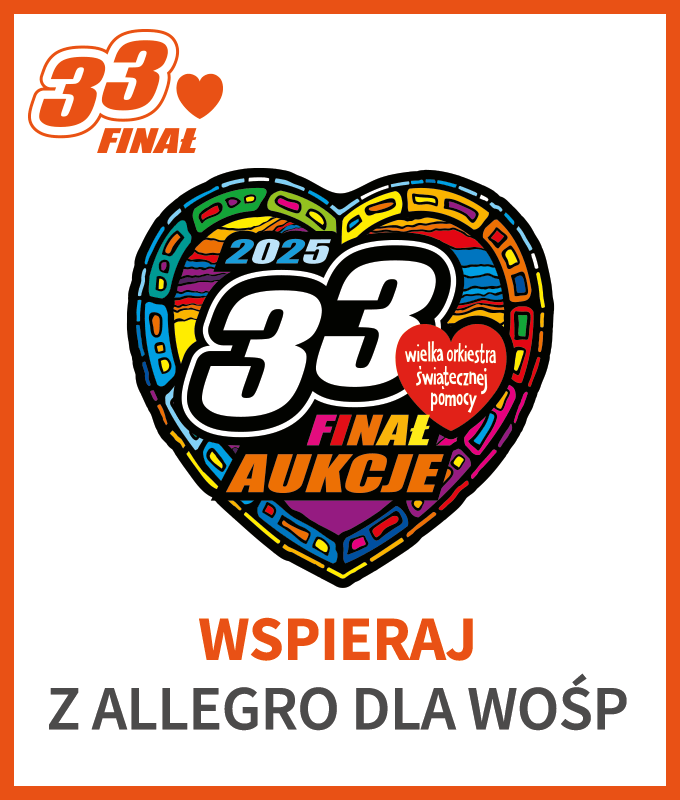 33
FINAŁ
2025
33
wielka orkiestra
świątecznej
pomocy
FINAŁ
AUKCJE
WSPIERAJ
Z ALLEGRO DLA WOŚP